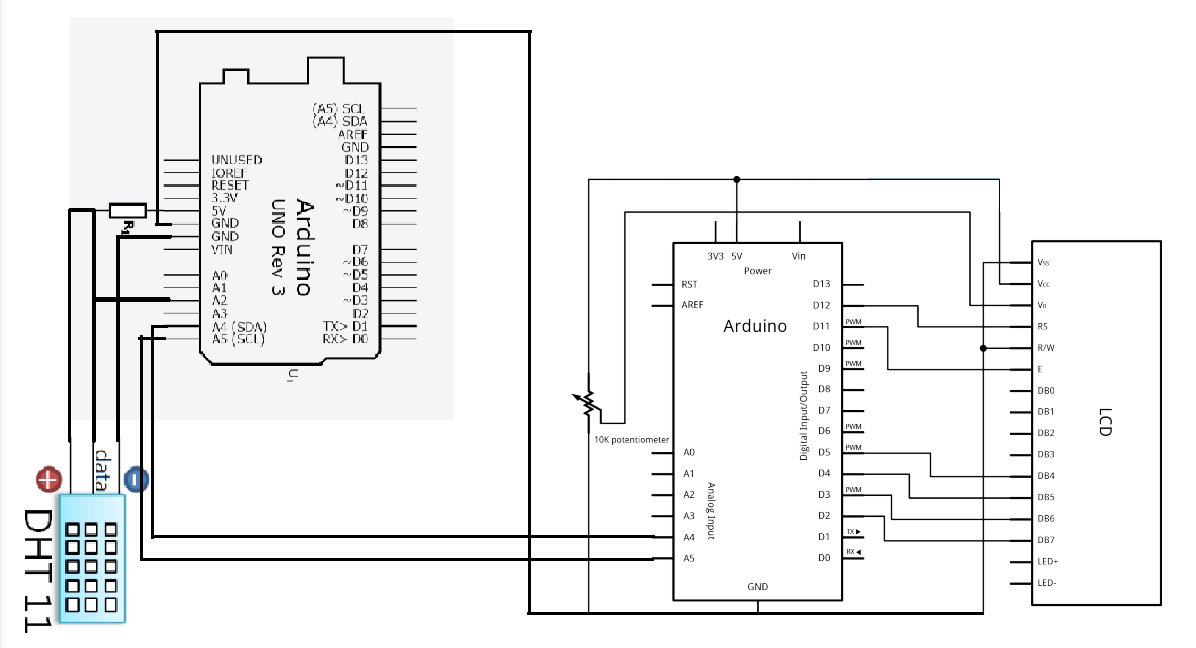 (A5) SCL
(A4) SDA
AREF
GND
UNUSED
D13
IOREF
D12
RESET
~D11
3.3V
~D10
5V
~D9
GND
D8
GND
VIN
D7
~D6
A0
~D5
A1
D4
A2
~D3
A3
D2
A4 (SDA)
TX> D1
A5 (SCL)
RX> D0
Arduino
UNO Rev 3
R1
data
DHT 11
10K potentiometer
3V3
5V
Vin
Power
RST
D13
AREF
D12
Arduino
D11
PWM
D10
PWM
D9
PWM
D8
D7
D6
PWM
A0
D5
PWM
A1
D4
A2
D3
PWM
A3
D2
A4
D1
TX
A5
D0
RX
Analog Input
Digital Input/Output
GND
Vss
Vcc
V0
RS
R/W
E
DB0
DB1
DB2
DB3
DB4
DB5
DB6
DB7
LED+
LED-
LCD